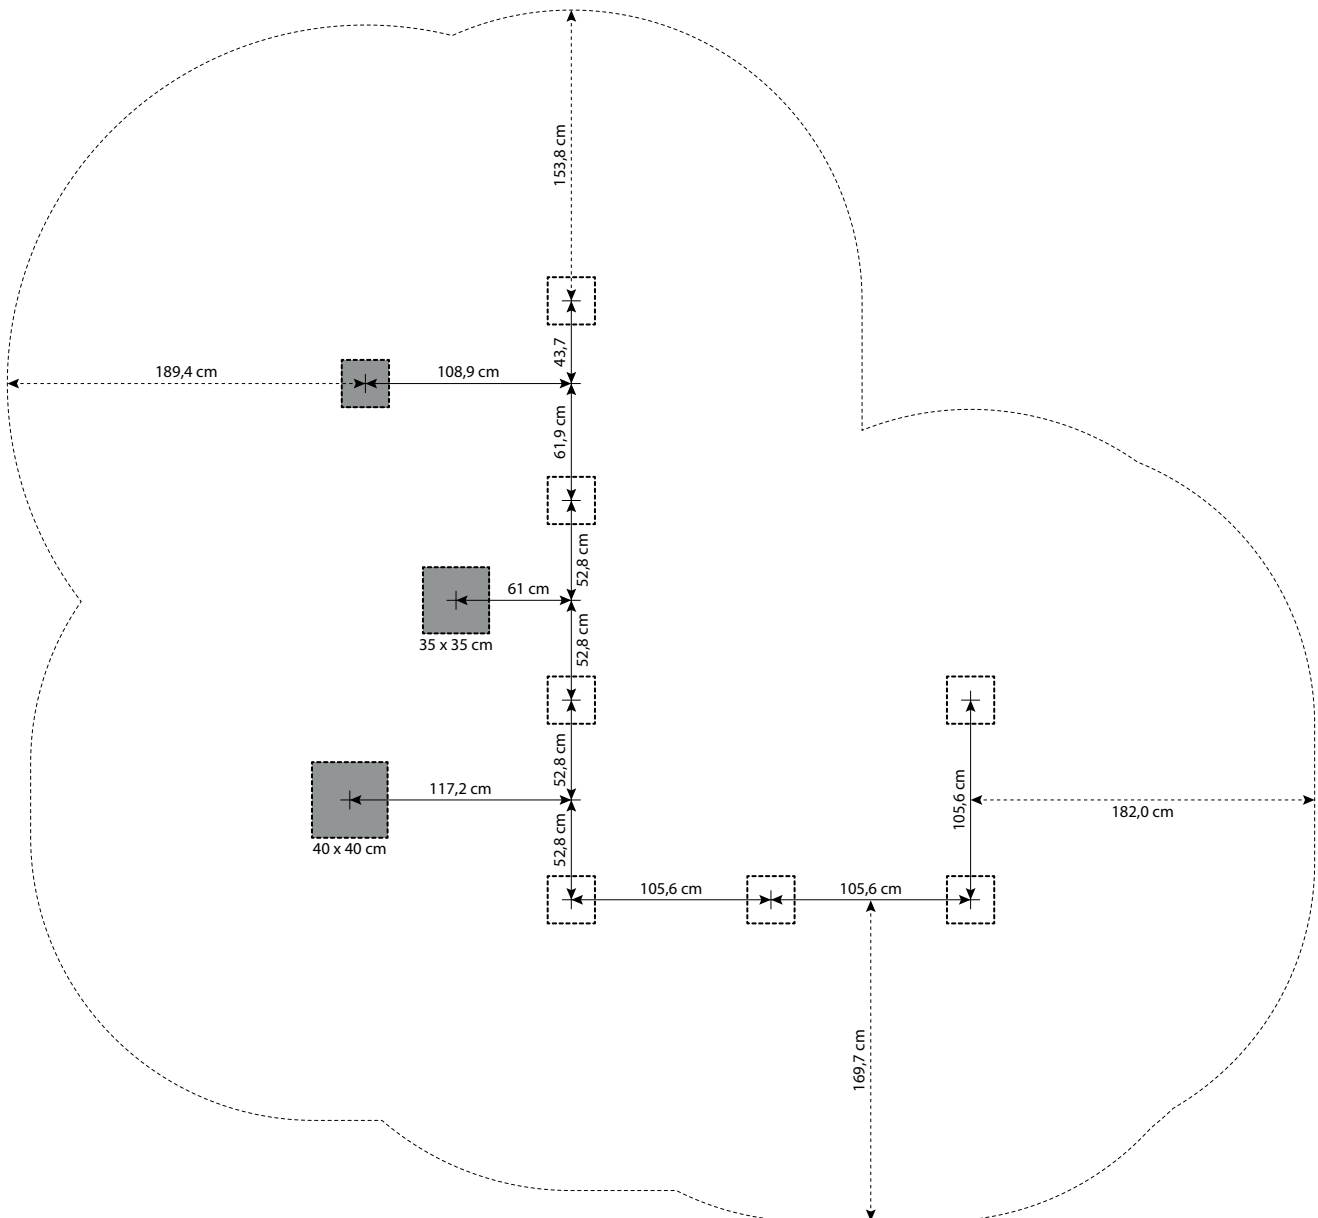 153,8 cm
43,7
189,4 cm
108,9 cm
61,9 cm
52,8 cm
61 cm
35 x 35 cm
52,8 cm
52,8 cm
117,2 cm
40 x 40 cm
52,8 cm
105,6 cm
182,0 cm
105,6 cm
105,6 cm
169,7 cm